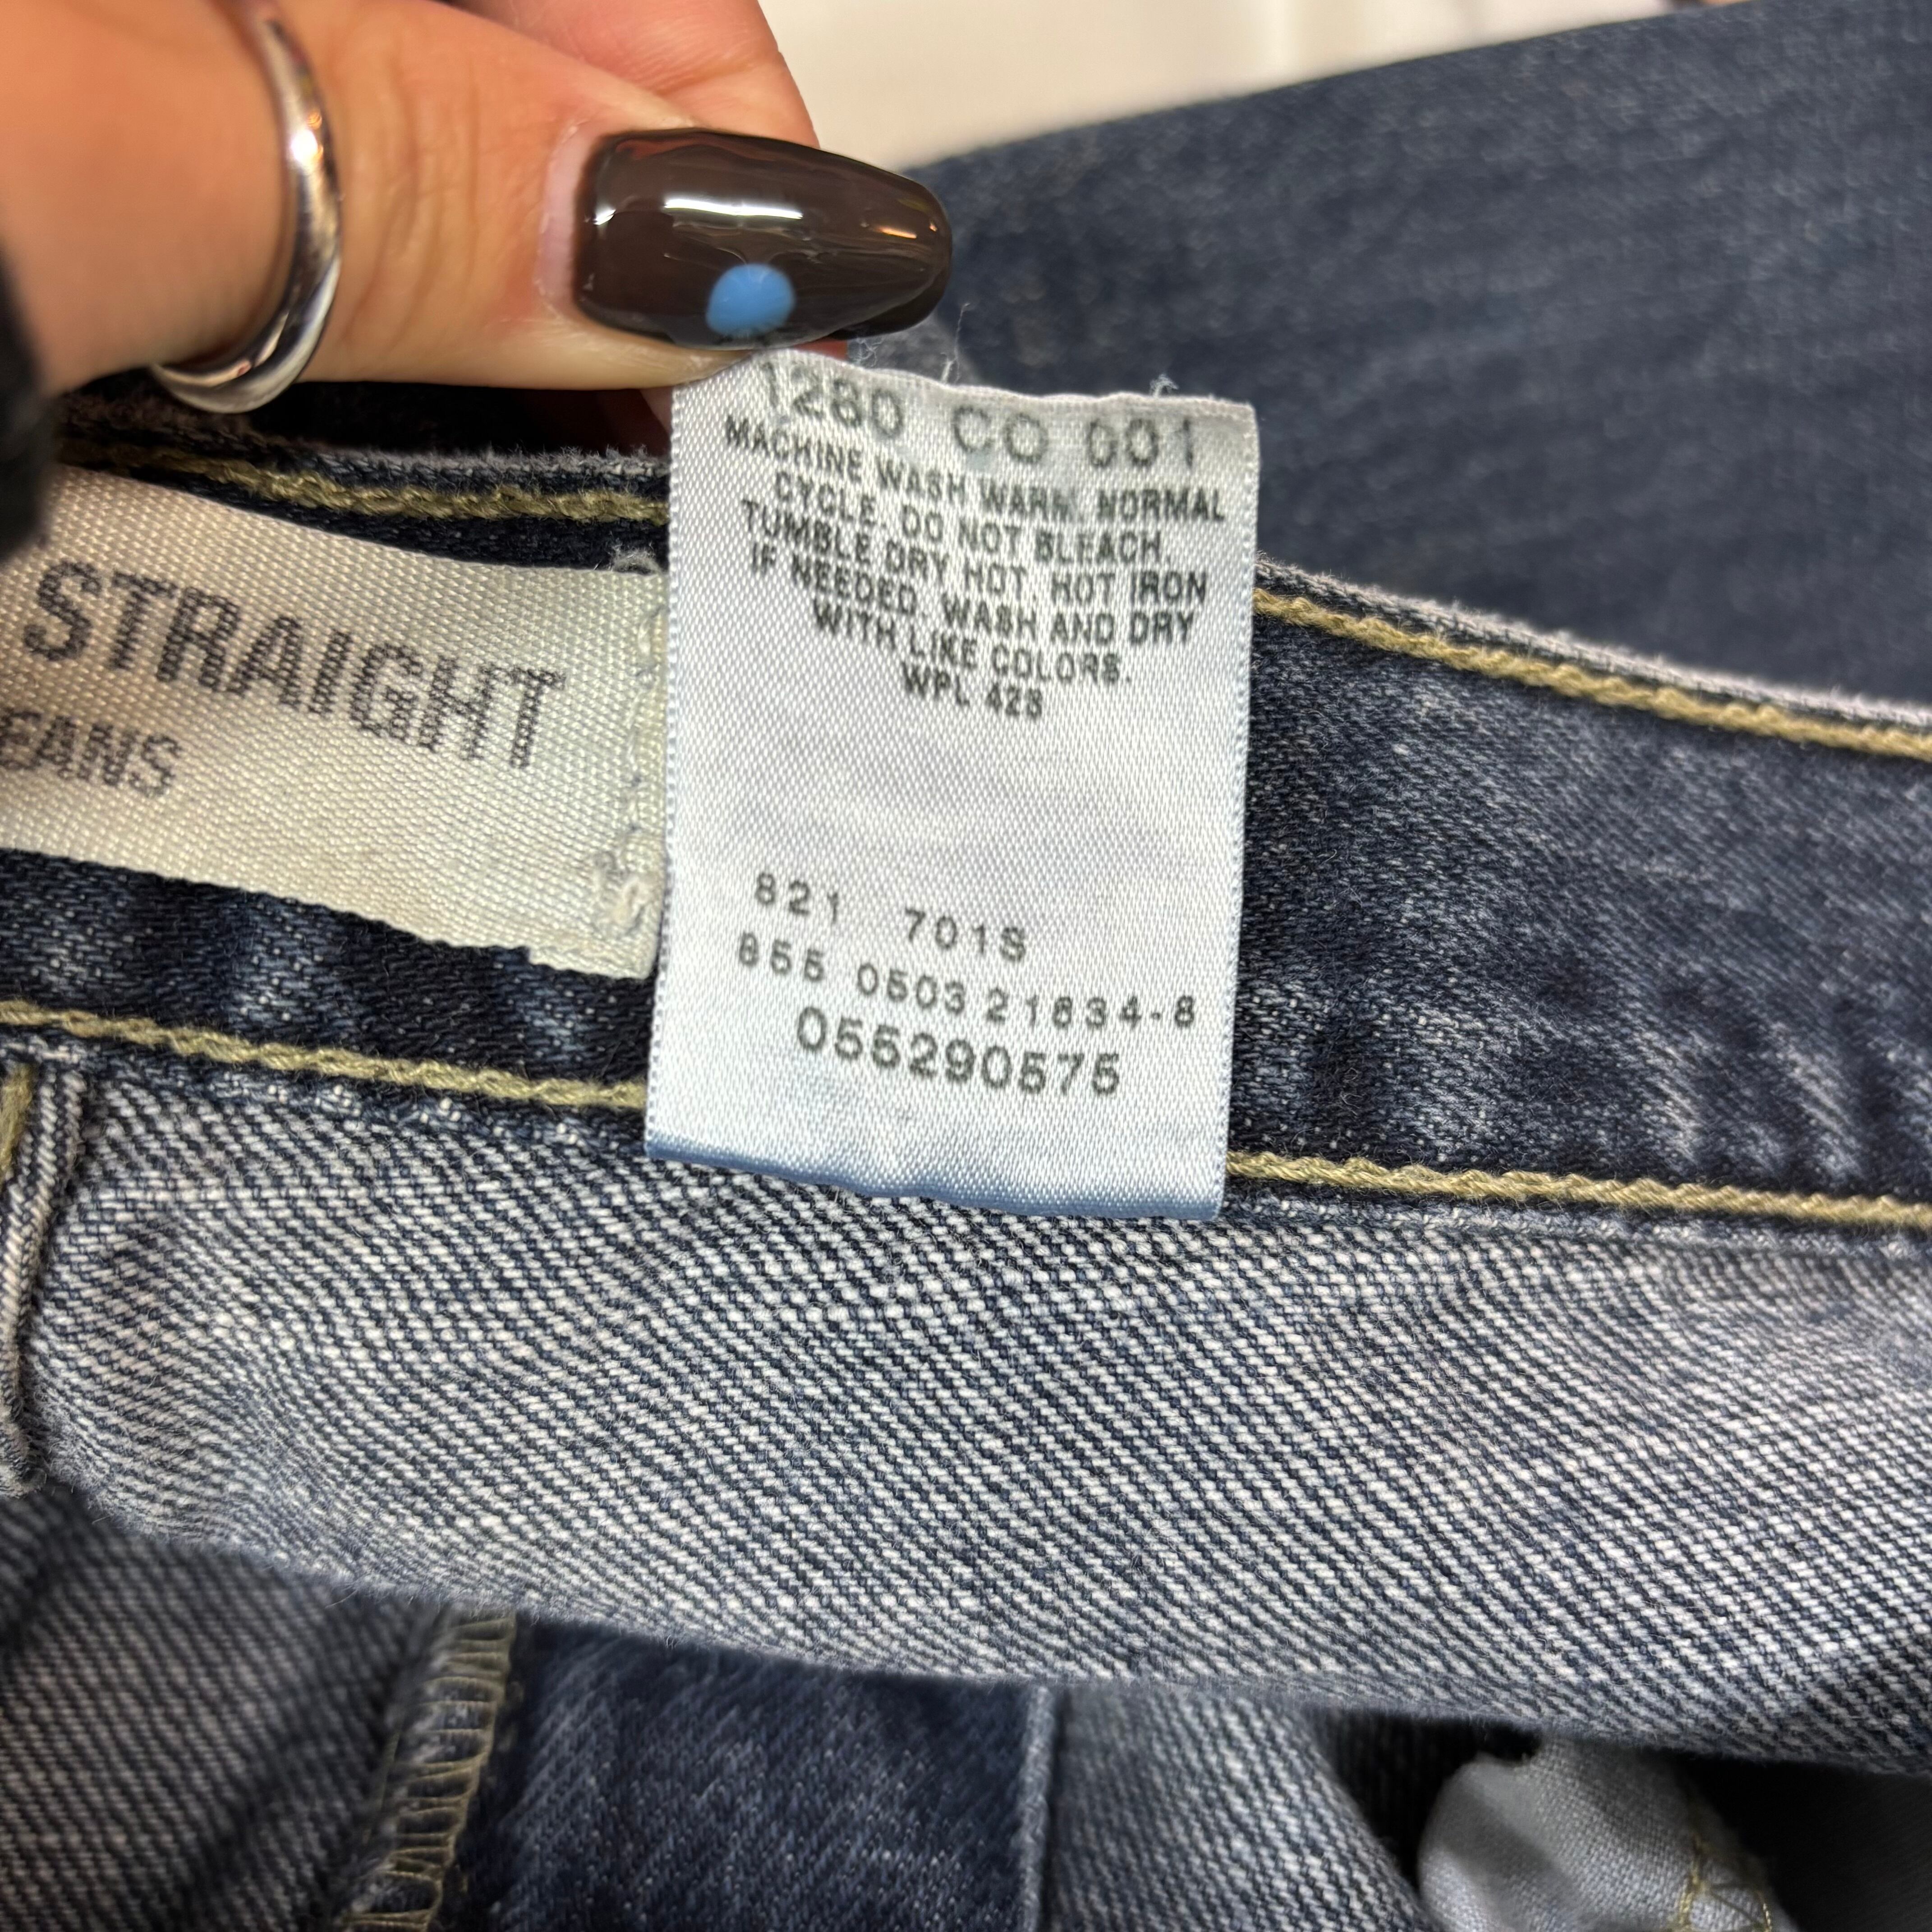 STRAIGHT
EANS
1280 CO 001
MACHINE WASH WARM, NORMAL
CYCLE. DO NOT BLEACH.
TUMBLE DRY HOT. HOT IRON
IF NEEDED. WASH AND DRY
WITH LIKE COLORS.
WPL 423
821 701S
855 0503 21634-8
055290575